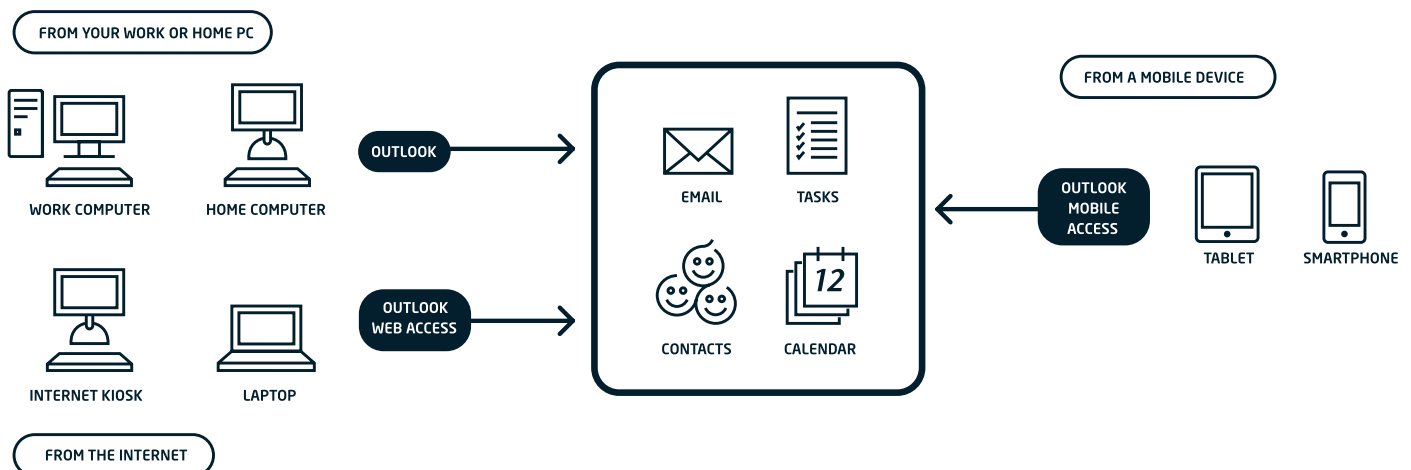 FROM YOUR WORK OR HOME PC
WORK COMPUTER
HOME COMPUTER
OUTLOOK
INTERNET KIOSK
LAPTOP
OUTLOOK
WEB ACCESS
FROM THE INTERNET
EMAIL
TASKS
CONTACTS
12
CALENDAR
FROM A MOBILE DEVICE
OUTLOOK
MOBILE
ACCESS
TABLET
SMARTPHONE